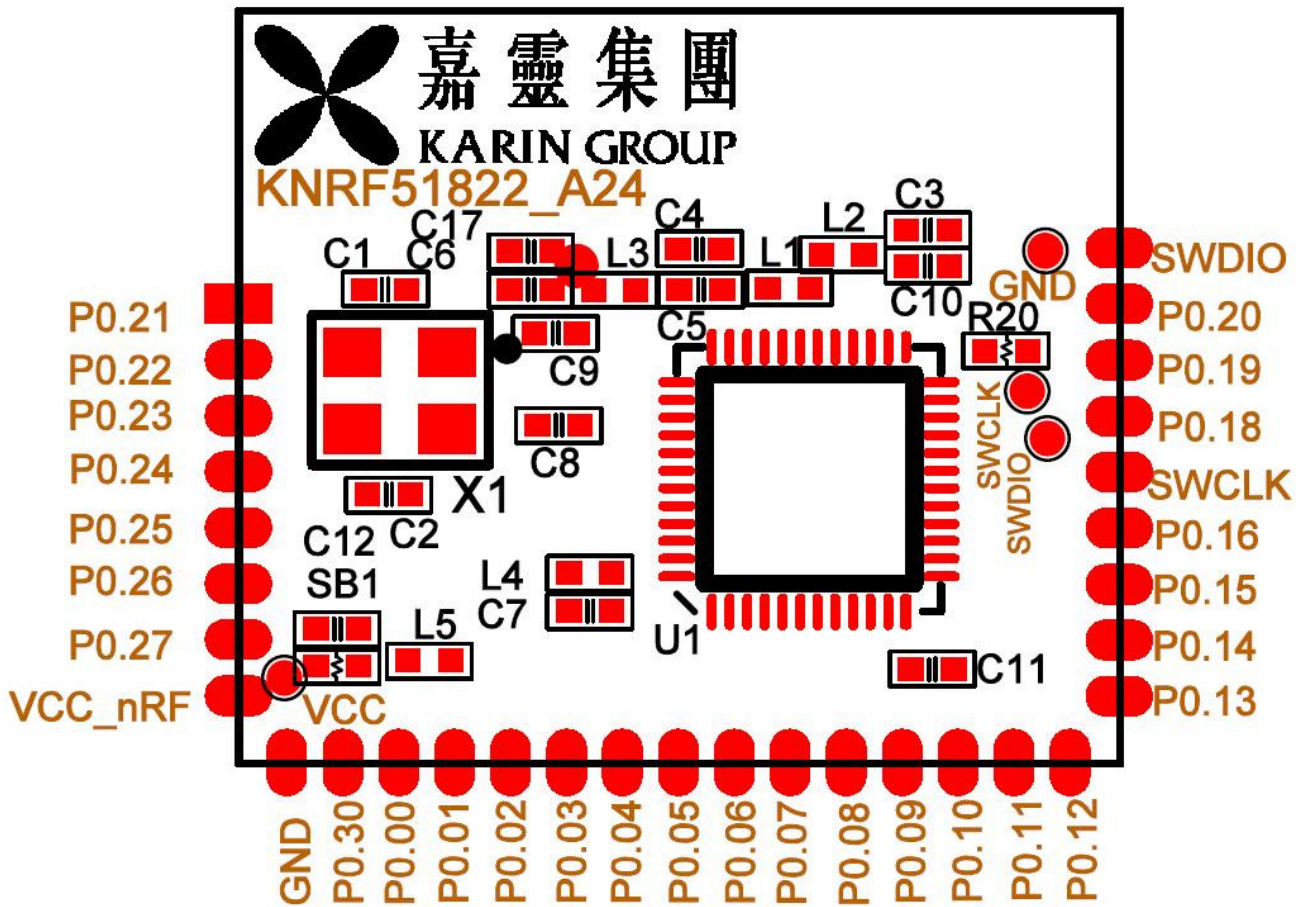 嘉靈集團
KARIN GROUP
KNRF51822_A24
C17
C4
L2
C3
C1
C6
L3
L1
C10
GND
SWDIO
P0.21
C5
R20
P0.20
P0.22
C9
P0.19
P0.23
SWCLK
P0.18
P0.24
C8
X1
SWDIO
SWCLK
P0.25
C12
C2
P0.16
P0.26
SB1
L4
P0.15
P0.27
L5
C7
U1
P0.14
VCC_nRF
VCC
C11
P0.13
GND
P0.30
P0.00
P0.01
P0.02
P0.03
P0.04
P0.05
P0.06
P0.07
P0.08
P0.09
P0.10
P0.11
P0.12